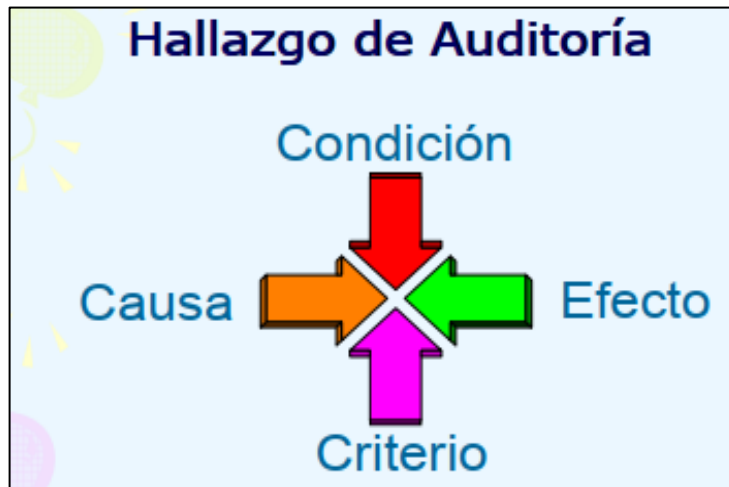 Hallazgo de Auditoría
Condición
Causa
Efecto
Criterio